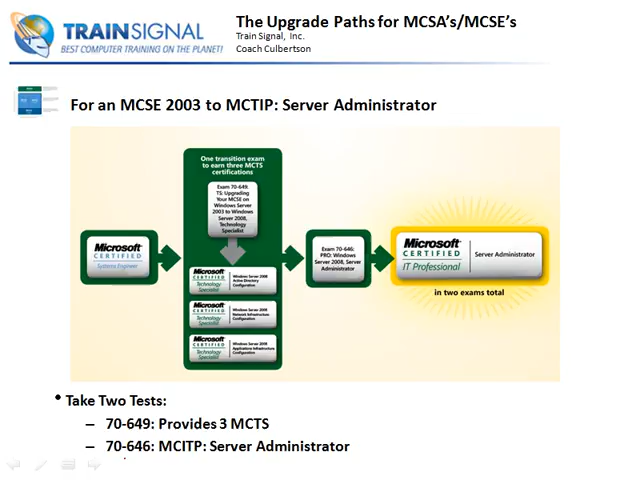 TRAINSIGNAL
BEST COMPUTER TRAINING ON THE PLANET!
The Upgrade Paths for MCSA's/MCSE's
Train Signal, Inc.
Coach Culbertson
For an MCSE 2003 to MCTIP: Server Administrator
One transition exam
to earn three MCTS
certifications
Exam 70-649:
TS: Upgrading
Your MCSE on
Windows Server
2003 to Windows
Server 2008,
Technology
Specialist
Microsoft
CERTIFIED
Systems Engineer
Microsoft
CERTIFIED
Technology
Specialist
Windows Server 2008
Active Directory
Configuration
Microsoft
CERTIFIED
Technology
Specialist
Windows Server 2008
Network Infrastructure
Configuration
Microsoft
CERTIFIED
Technology
Specialist
Windows Server 2008
Applications Infrastructure
Configuration
Exam 70-646:
PRO: Windows
Server 2008, Server
Administrator
Microsoft
CERTIFIED
IT Professional
Server Administrator
in two exams total
• Take Two Tests:
– 70-649: Provides 3 MCTS
– 70-646: MCITP: Server Administrator